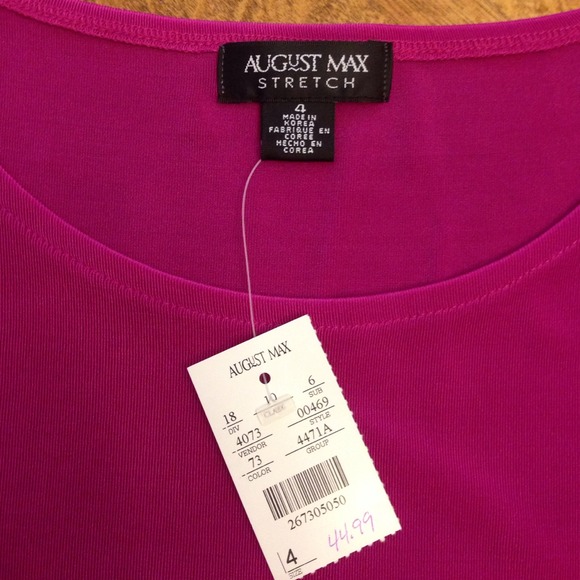 AUGUST MAX
STRETCH
4
MADE IN
KOREA
FABRIQUE EN
COREE
HECHO EN
COREA
AUGUST MAX
18 10 6
DIV CLASS SUB
4073 00469
VENDOR STYLE
73 4471A
COLOR GROUP
267305050
4 44.99